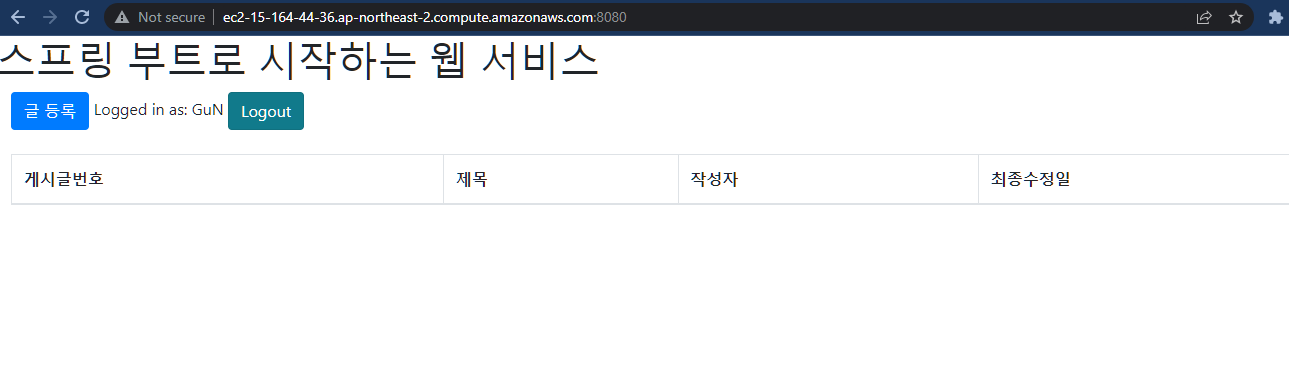 Not secure ec2-15-164-44-36.ap-northeast-2.compute.amazonaws.com:8080
스프링 부트로 시작하는 웹 서비스
글 등록 Logged in as: GuN Logout
게시글번호 제목 작성자 최종수정일